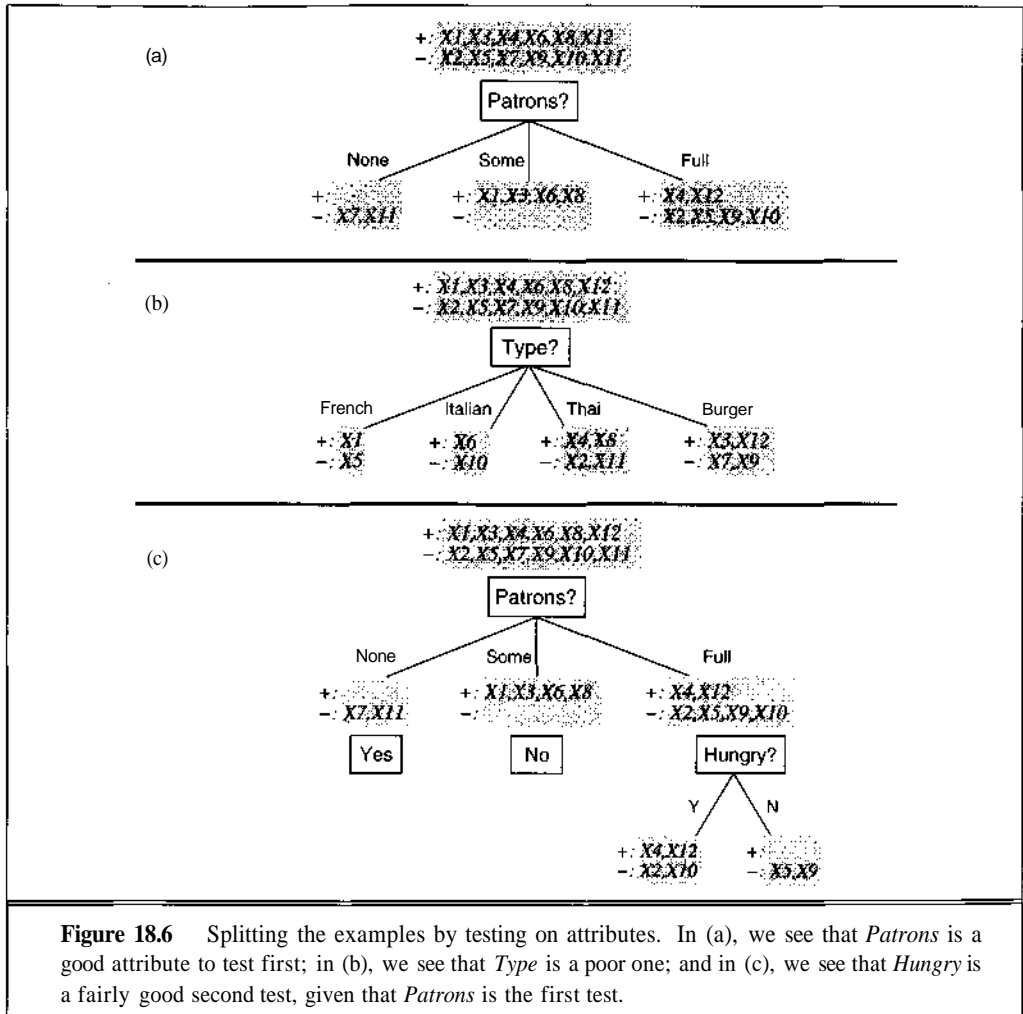 (a)
+: X1,X3,X4,X6,X8,X12
–: X2,X5,X7,X9,X10,X11
Patrons?
None Some Full
+: +: X1,X3,X6,X8 +: X4,X12
–: X7,X11 –: –: X2,X5,X9,X10
(b)
+: X1,X3,X4,X6,X8,X12
–: X2,X5,X7,X9,X10,X11
Type?
French Italian Thai Burger
+: X1 +: X6 +: X4,X8 +: X3,X12
–: X5 –: X10 –: X2,X11 –: X7,X9
(c)
+: X1,X3,X4,X6,X8,X12
–: X2,X5,X7,X9,X10,X11
Patrons?
None Some Full
+: +: X1,X3,X6,X8 +: X4,X12
–: X7,X11 –: –: X2,X5,X9,X10
Yes No Hungry?
Y N
+: X4,X12 +:
–: X2,X10 –: X5,X9
Figure 18.6 Splitting the examples by testing on attributes. In (a), we see that Patrons is a
good attribute to test first; in (b), we see that Type is a poor one; and in (c), we see that Hungry is
a fairly good second test, given that Patrons is the first test.